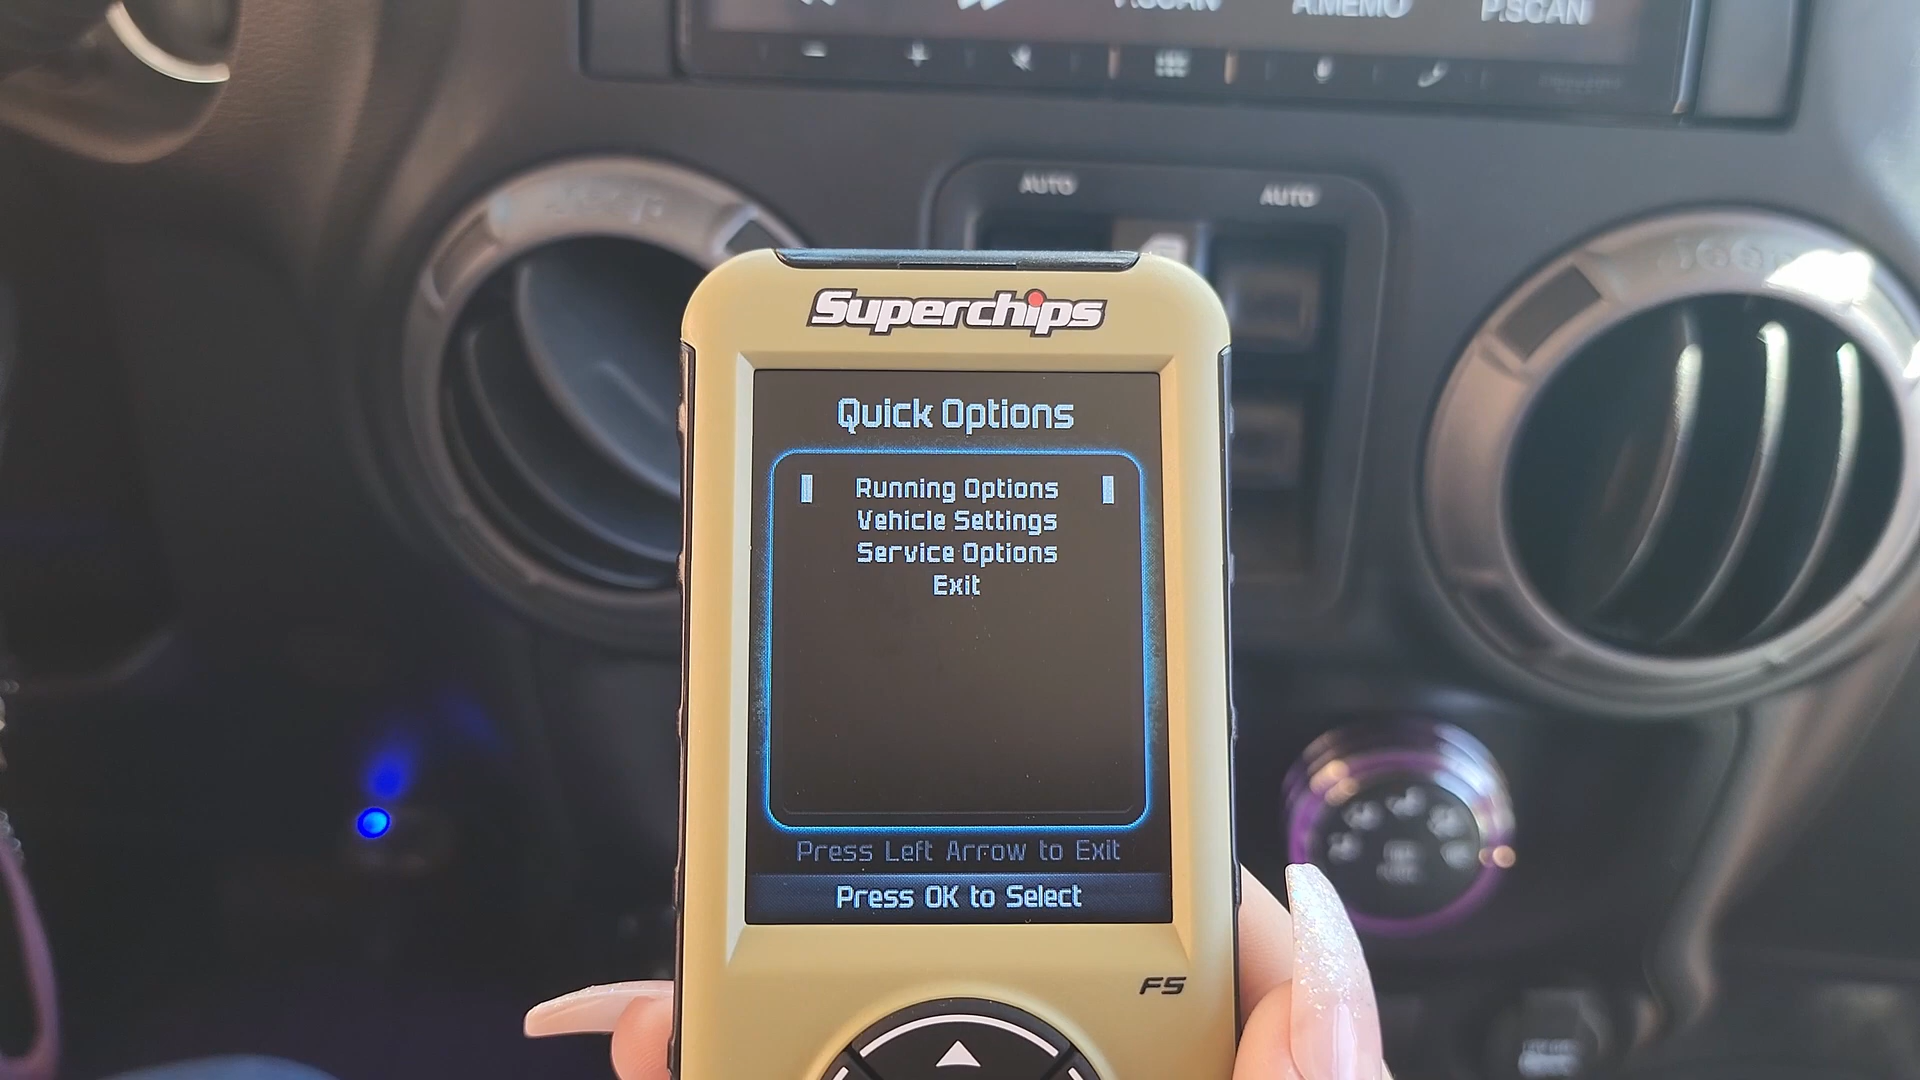 P.SCAN A.MEMO P.SCAN
AUTO AUTO
Superchips
Quick Options
Running Options
Vehicle Settings
Service Options
Exit
Press Left Arrow to Exit
Press OK to Select
F5